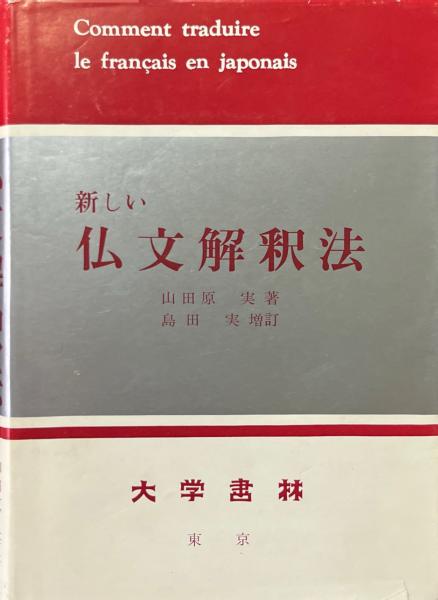 Comment traduire
le français en japonais
新しい
仏文解釈法
山田原 実 著
島田 実 増訂
大学書林
東京